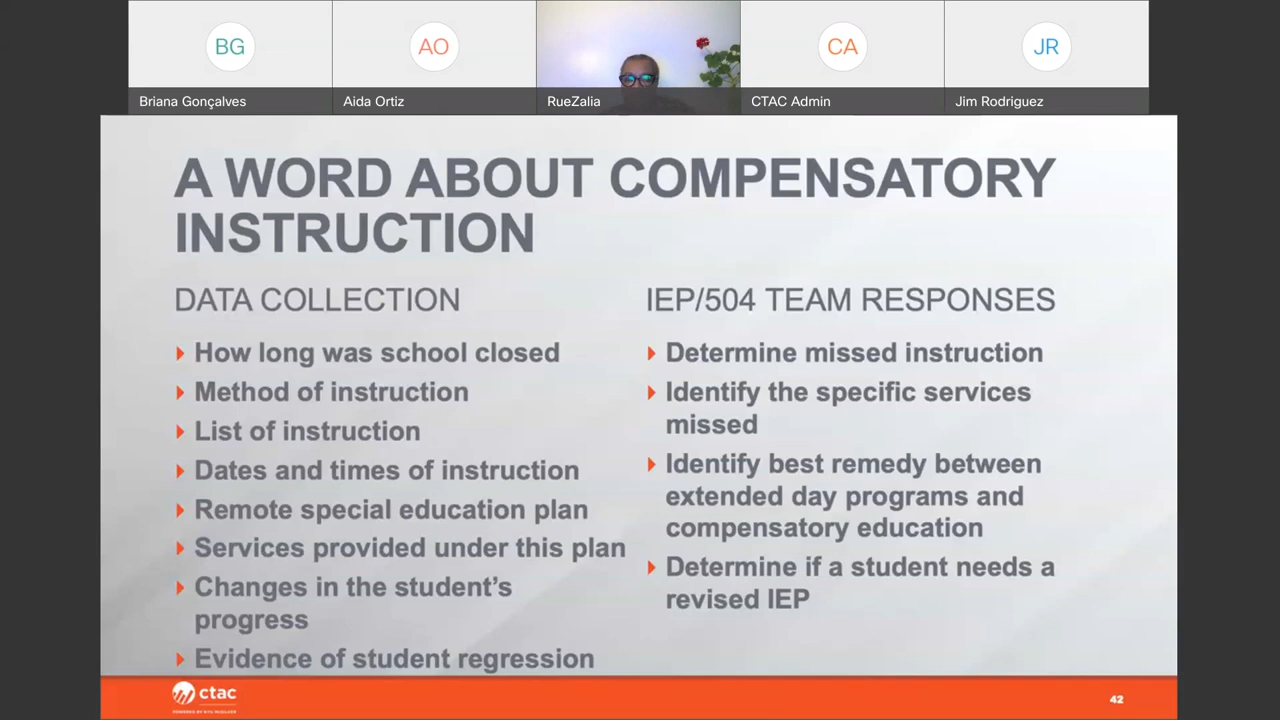 BG
AO
CA
JR
Briana Gonçalves
Aida Ortiz
RueZalia
CTAC Admin
Jim Rodriguez
A WORD ABOUT COMPENSATORY
INSTRUCTION
DATA COLLECTION
How long was school closed
Method of instruction
List of instruction
Dates and times of instruction
Remote special education plan
Services provided under this plan
Changes in the student's
progress
Evidence of student regression
IEP/504 TEAM RESPONSES
Determine missed instruction
Identify the specific services
missed
Identify best remedy between
extended day programs and
compensatory education
Determine if a student needs a
revised IEP
ctac
POWERED BY NYU MCSILVER
42